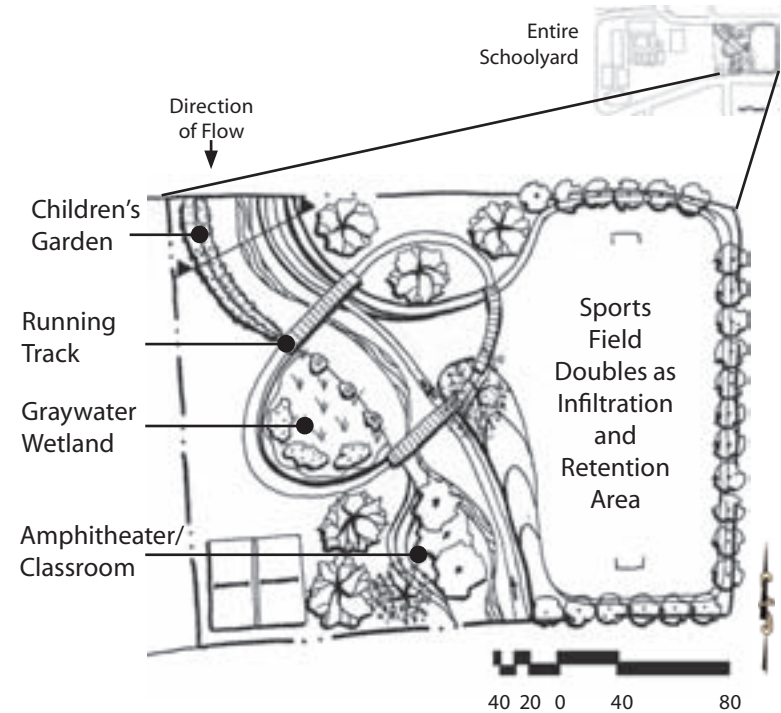 Entire
Schoolyard
Direction
of Flow
Children’s
Garden
Running
Track
Graywater
Wetland
Amphitheater/
Classroom
Sports
Field
Doubles as
Infiltration
and
Retention
Area
40 20 0 40 80